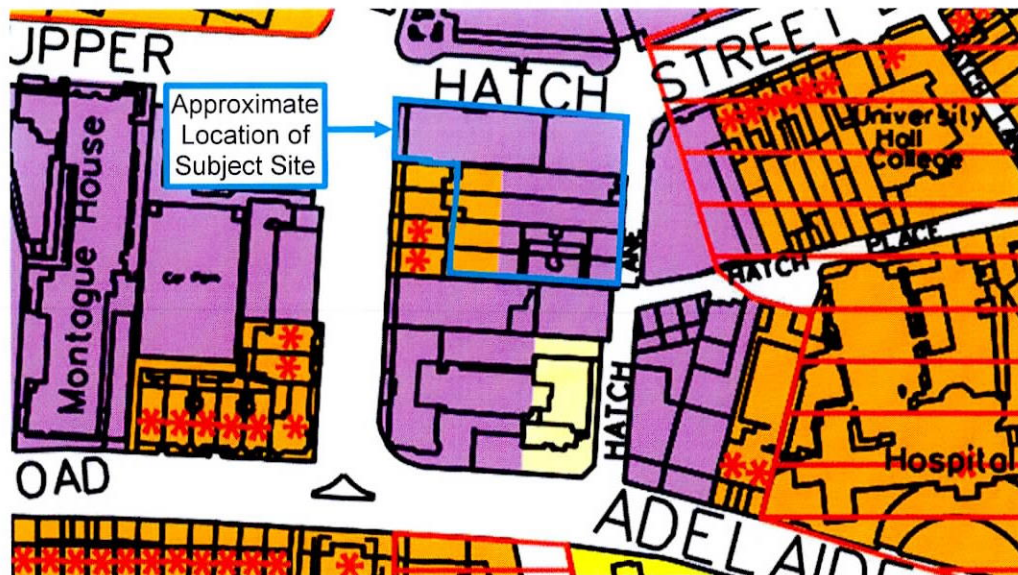 UPPER
HATCH
STREET
Approximate
Location of
Subject Site
Montague House
Car Park
University
Hall
College
LANE
HATCH
PLACE
HATCH
Hospital
OAD
ADELAIDE